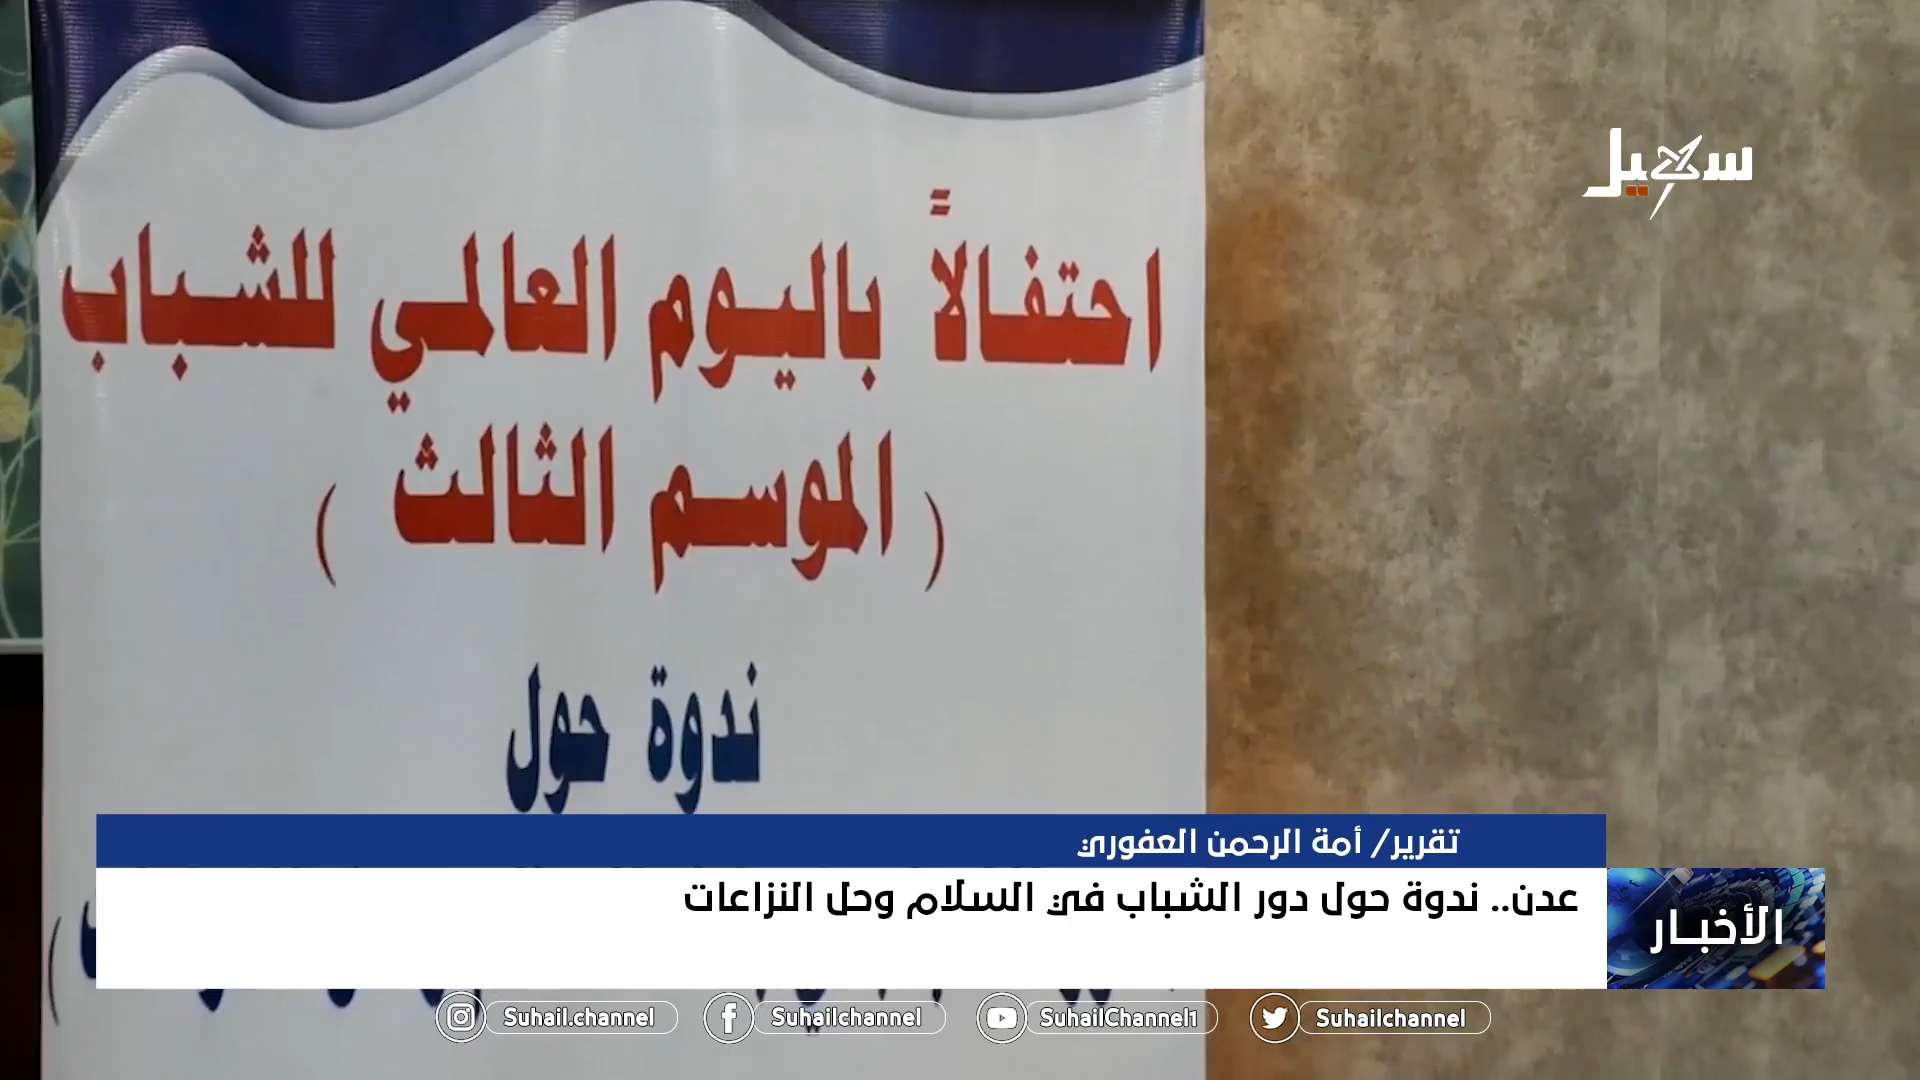 سهيل
احتفالاً باليوم العالمي للشباب
( الموسم الثالث )
ندوة حول
تقرير/ أمة الرحمن العفوري
عدن.. ندوة حول دور الشباب في السلام وحل النزاعات
الأخبار
Suhail.channel
Suhailchannel
SuhailChannel1
Suhailchannel